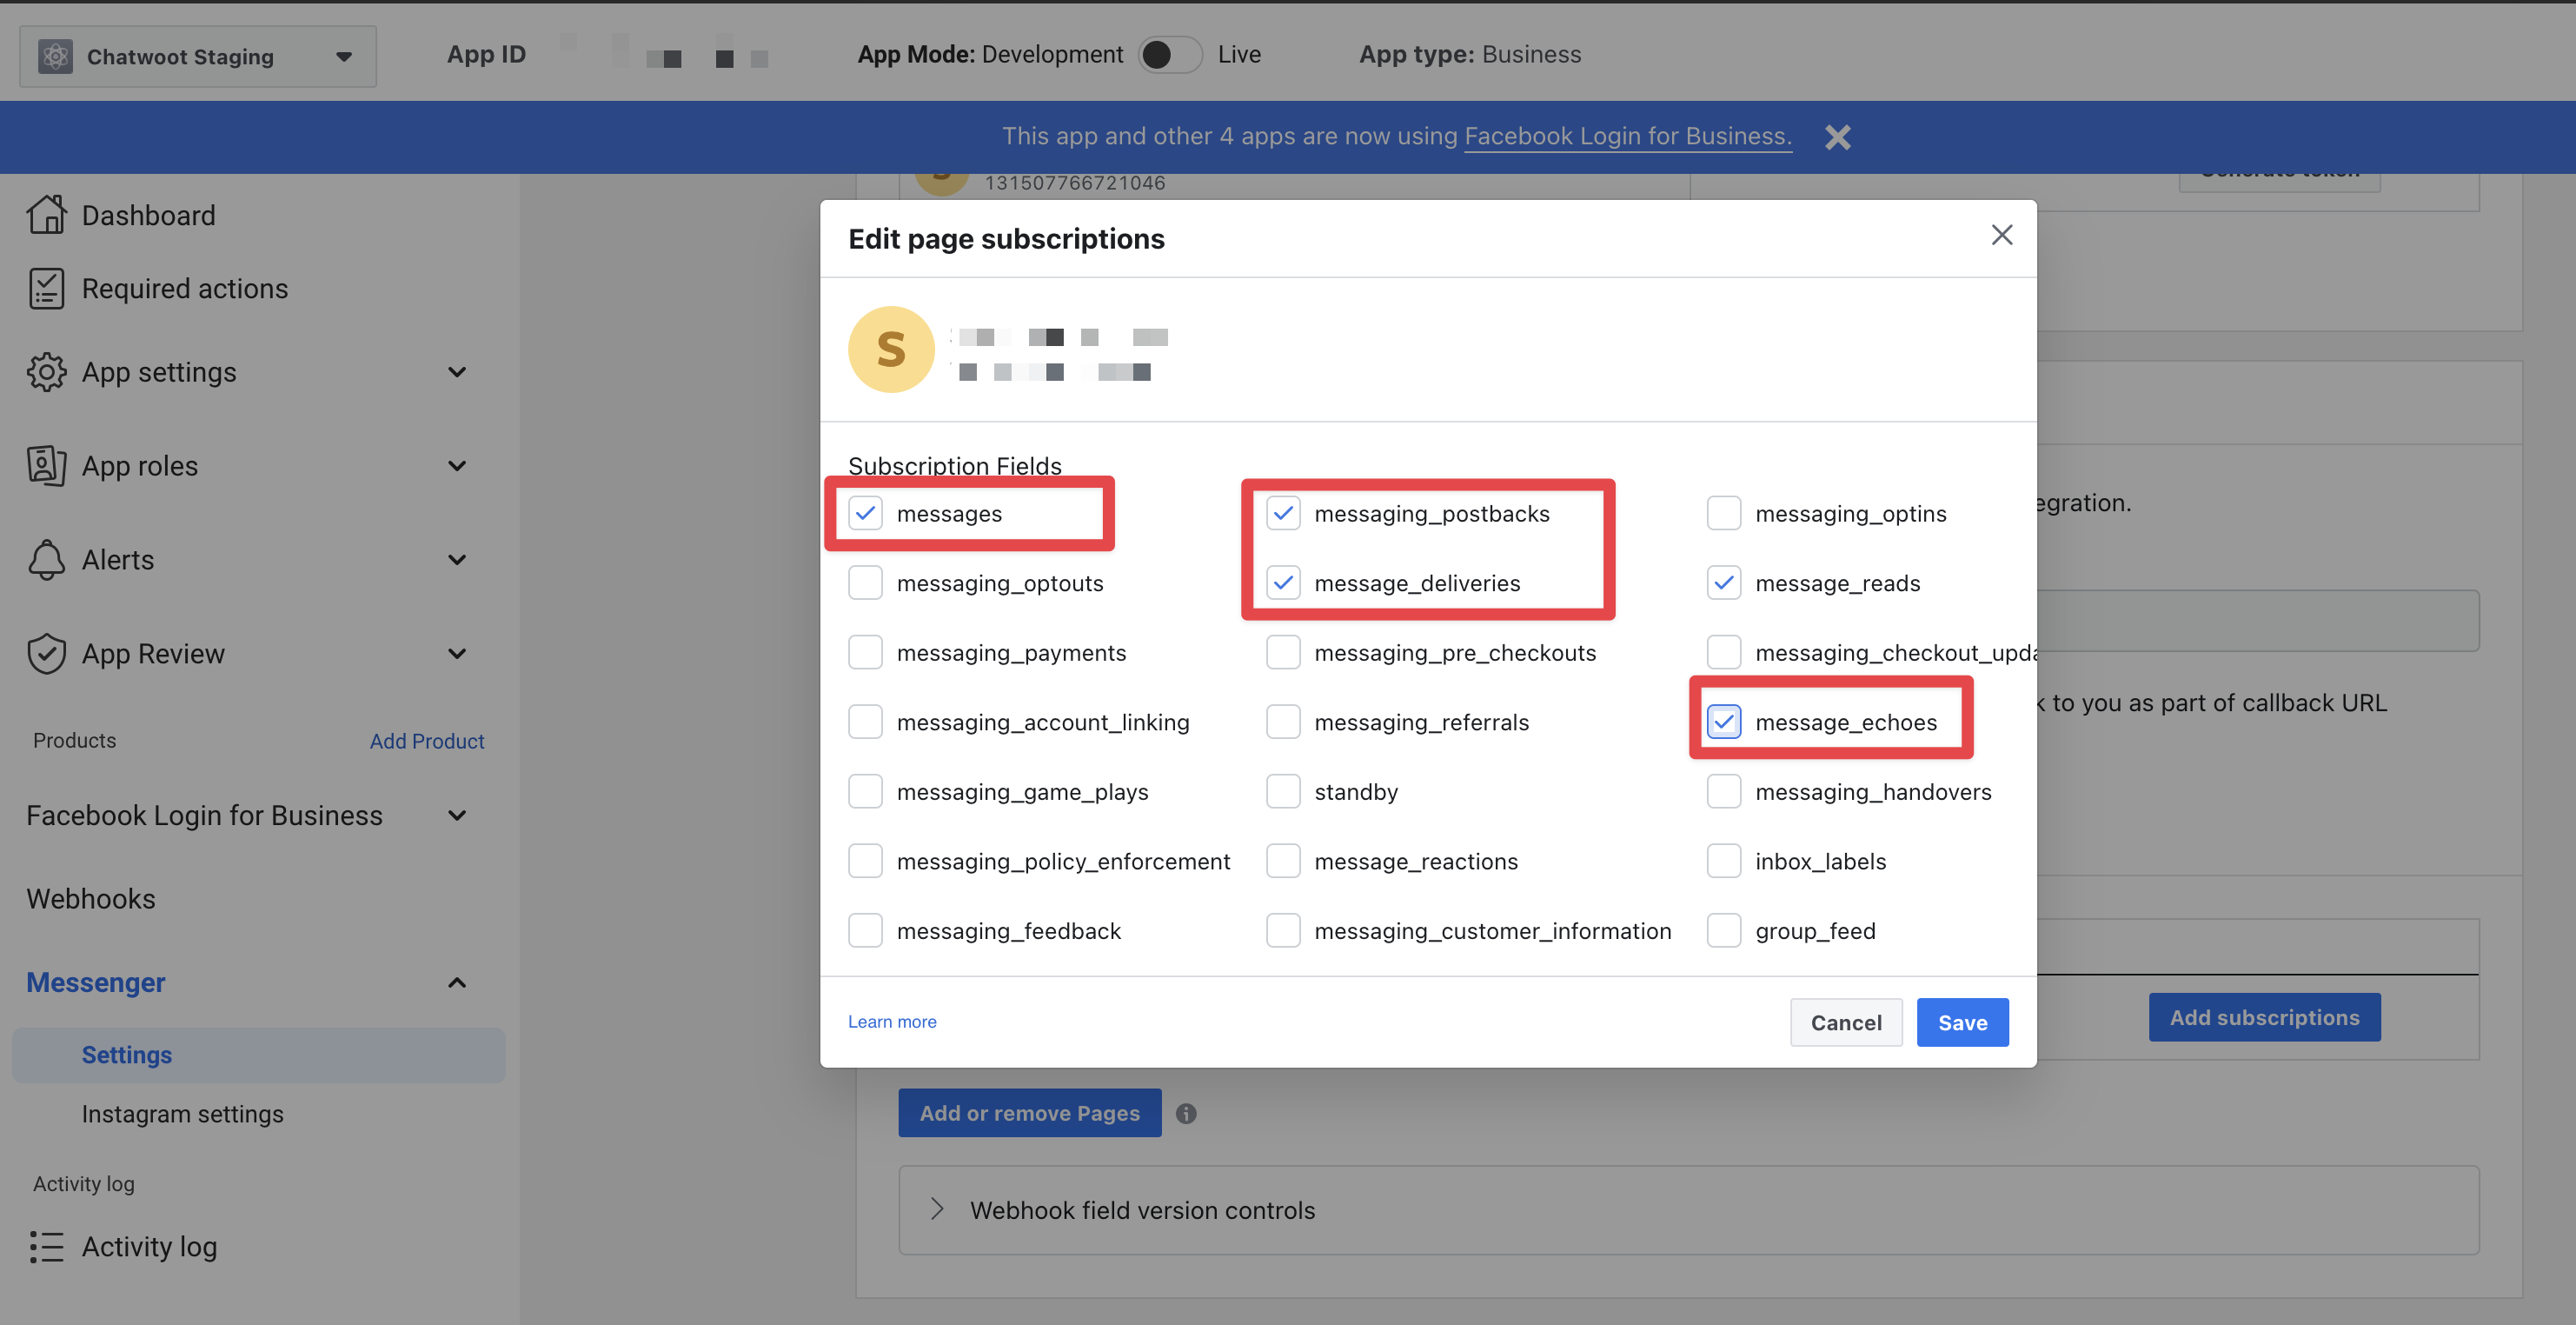 Chatwoot Staging
App ID
App Mode: Development Live
App type: Business
This app and other 4 apps are now using Facebook Login for Business.
Dashboard
Required actions
App settings
App roles
Alerts
App Review
Products Add Product
Facebook Login for Business
Webhooks
Messenger
Settings
Instagram settings
Activity log
Activity log
131507766721046
Generate token
Edit page subscriptions
S
Subscription Fields
messages messaging_postbacks messaging_optins
messaging_optouts message_deliveries message_reads
messaging_payments messaging_pre_checkouts messaging_checkout_upda
messaging_account_linking messaging_referrals message_echoes
messaging_game_plays standby messaging_handovers
messaging_policy_enforcement message_reactions inbox_labels
messaging_feedback messaging_customer_information group_feed
Learn more Cancel Save
egration.
k to you as part of callback URL
Add subscriptions
Add or remove Pages
Webhook field version controls